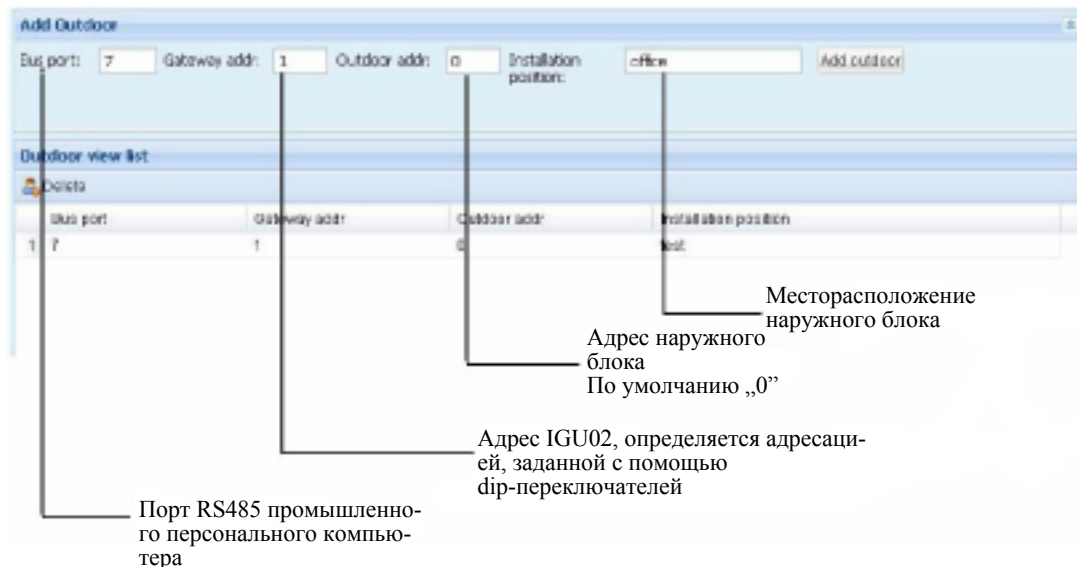 Add Outdoor
Bus port: 7 Gateway addr: 1 Outdoor addr: 0 Installation position: office Add outdoor
Outdoor view list
Delete
Bus port Gateway addr Outdoor addr Installation position
1 7 1 0 test
Месторасположение
наружного блока
Адрес наружного
блока
По умолчанию „0”
Адрес IGU02, определяется адресаци-
ей, заданной с помощью
dip-переключателей
Порт RS485 промышленно-
го персонального компью-
тера